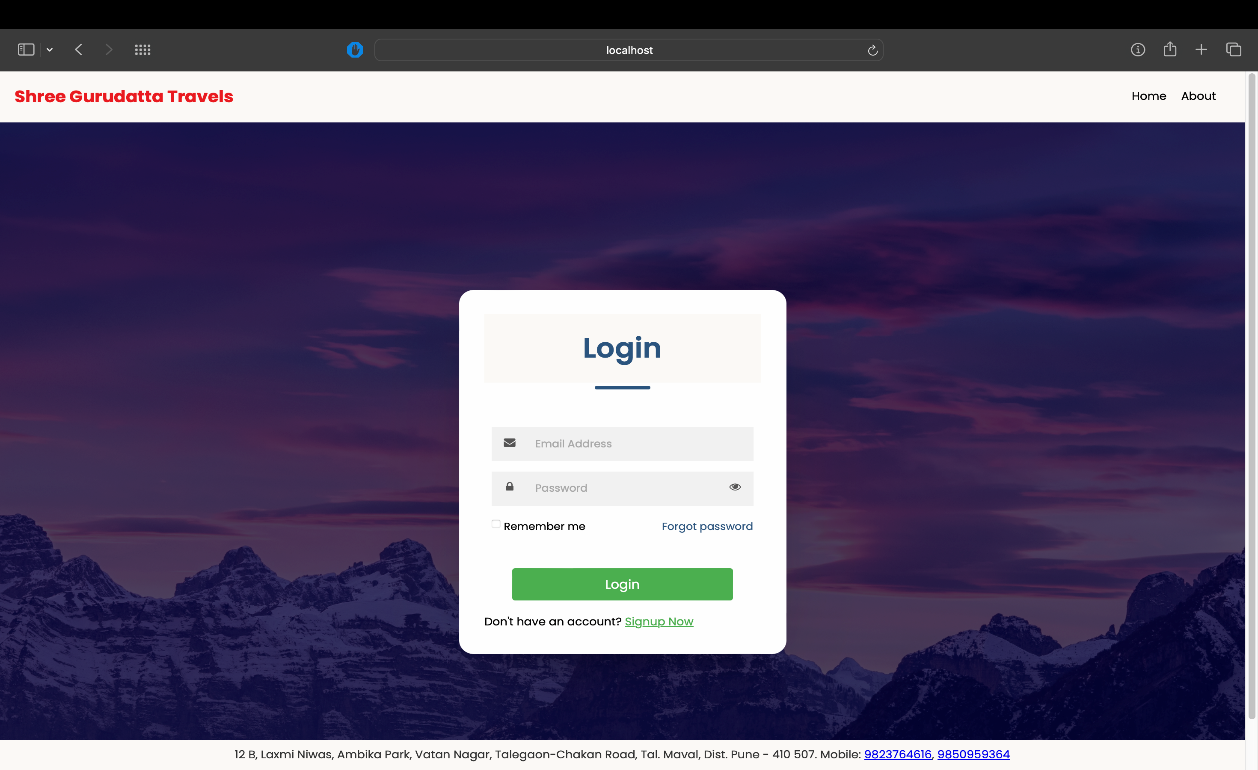 localhost
Shree Gurudatta Travels
Home About
Login
Email Address
Password
Remember me Forgot password
Login
Don't have an account? Signup Now
12 B, Laxmi Niwas, Ambika Park, Vatan Nagar, Talegaon-Chakan Road, Tal. Maval, Dist. Pune - 410 507. Mobile: 9823764616, 9850959364